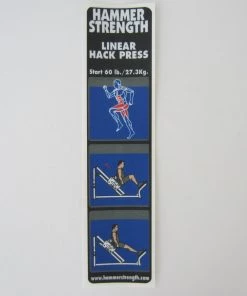 HAMMER
STRENGTH
LINEAR
HACK PRESS
Start 60 lb./27.3Kg.
www.hammerstrength.com